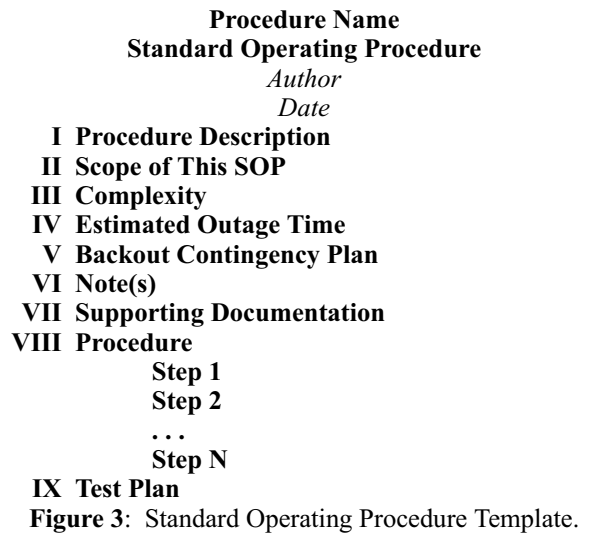 Procedure Name
Standard Operating Procedure
Author
Date
I Procedure Description
II Scope of This SOP
III Complexity
IV Estimated Outage Time
V Backout Contingency Plan
VI Note(s)
VII Supporting Documentation
VIII Procedure
Step 1
Step 2
. . .
Step N
IX Test Plan
Figure 3: Standard Operating Procedure Template.